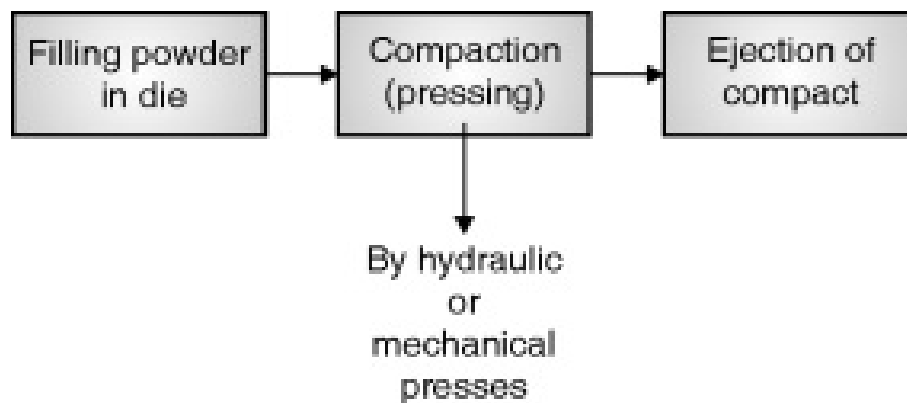 Filling powder
in die
Compaction
(pressing)
Ejection of
compact
By hydraulic
or
mechanical
presses